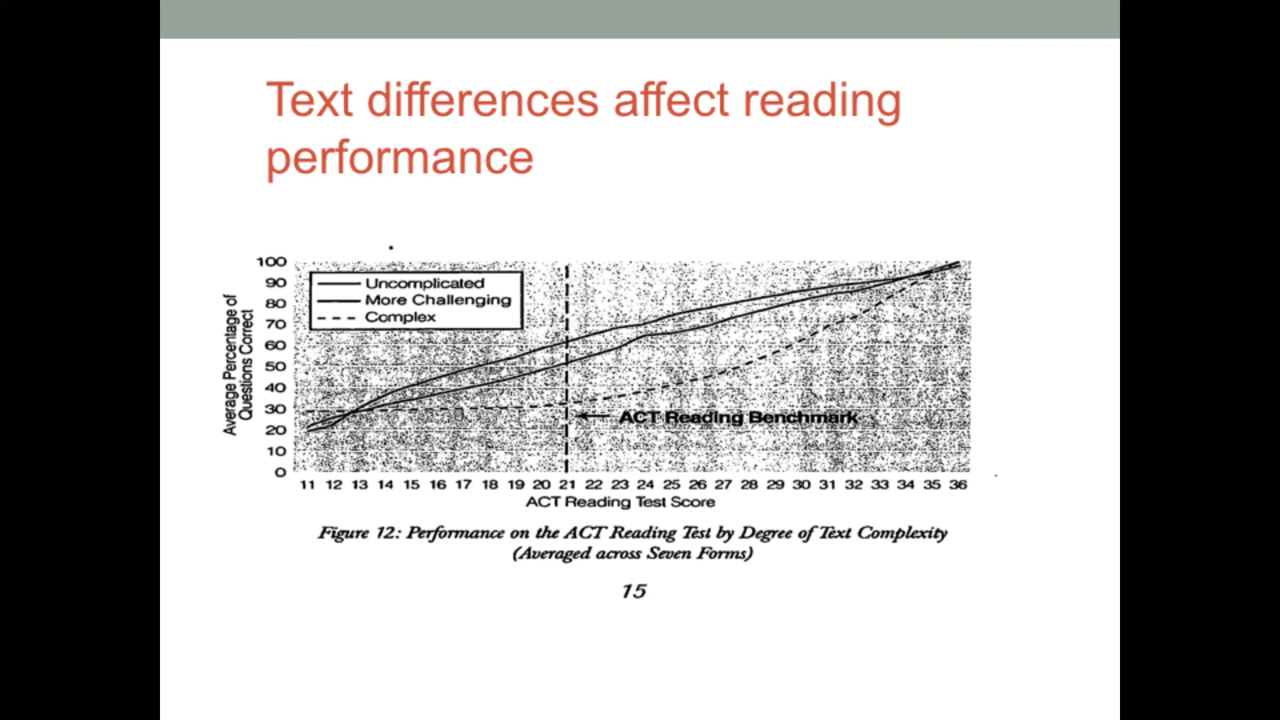 Text differences affect reading
performance
Average Percentage of
Questions Correct
100
90
80
70
60
50
40
30
20
10
0
Uncomplicated
More Challenging
Complex
ACT Reading Benchmark
11 12 13 14 15 16 17 18 19 20 21 22 23 24 25 26 27 28 29 30 31 32 33 34 35 36
ACT Reading Test Score
Figure 12: Performance on the ACT Reading Test by Degree of Text Complexity
(Averaged across Seven Forms)
15